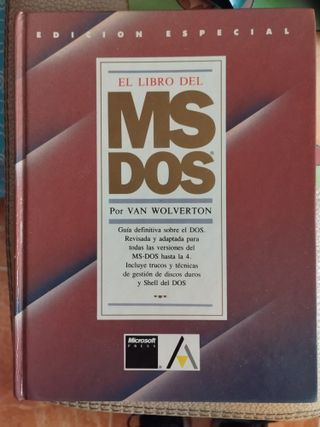 EDICION ESPECIAL
EL LIBRO DEL
MS
DOS®
Por VAN WOLVERTON
Guía definitiva sobre el DOS.
Revisada y adaptada para
todas las versiones del
MS-DOS hasta la 4.
Incluye trucos y técnicas
de gestión de discos duros
y Shell del DOS
Microsoft
PRESS